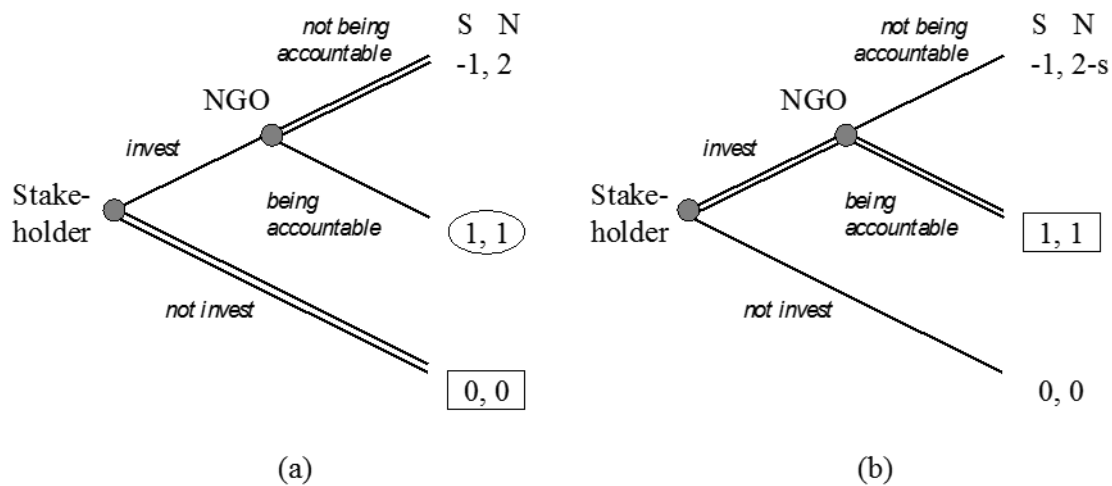 not being
accountable
S N
-1, 2
NGO
invest
Stake-
holder
being
accountable
1, 1
not invest
0, 0
(a)
not being
accountable
S N
-1, 2-s
NGO
invest
Stake-
holder
being
accountable
1, 1
not invest
0, 0
(b)